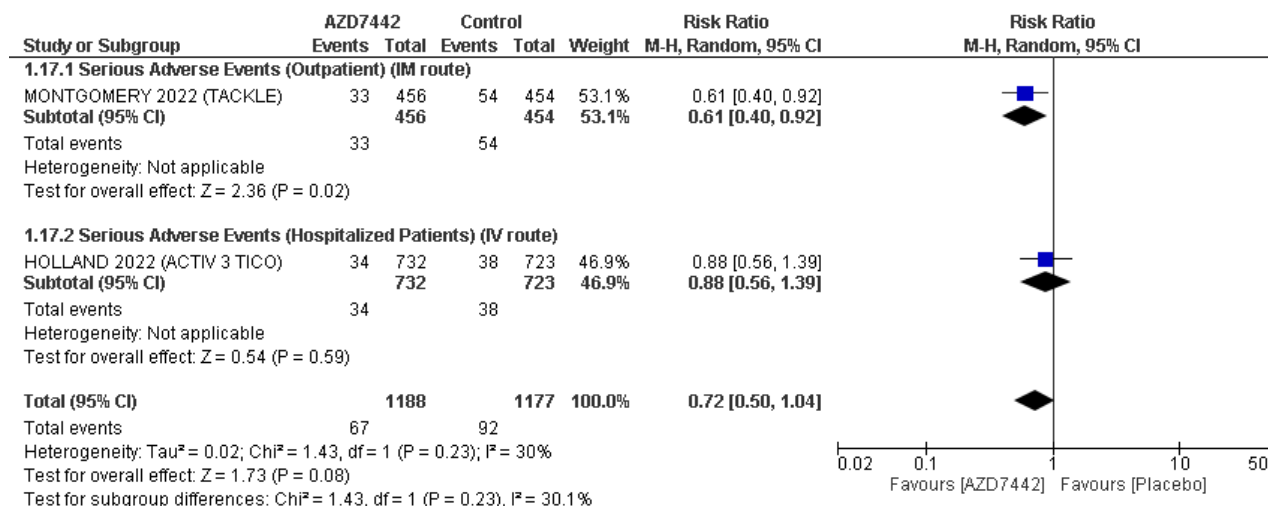 AZD7442 Control Risk Ratio Risk Ratio
Study or Subgroup Events Total Events Total Weight M-H, Random, 95% CI M-H, Random, 95% CI
1.17.1 Serious Adverse Events (Outpatient) (IM route)
MONTGOMERY 2022 (TACKLE) 33 456 54 454 53.1% 0.61 [0.40, 0.92]
Subtotal (95% CI) 456 454 53.1% 0.61 [0.40, 0.92]
Total events 33 54
Heterogeneity: Not applicable
Test for overall effect: Z = 2.36 (P = 0.02)
1.17.2 Serious Adverse Events (Hospitalized Patients) (IV route)
HOLLAND 2022 (ACTIV 3 TICO) 34 732 38 723 46.9% 0.88 [0.56, 1.39]
Subtotal (95% CI) 732 723 46.9% 0.88 [0.56, 1.39]
Total events 34 38
Heterogeneity: Not applicable
Test for overall effect: Z = 0.54 (P = 0.59)
Total (95% CI) 1188 1177 100.0% 0.72 [0.50, 1.04]
Total events 67 92
Heterogeneity: Tau² = 0.02; Chi² = 1.43, df = 1 (P = 0.23); I² = 30%
Test for overall effect: Z = 1.73 (P = 0.08)
Test for subgroup differences: Chi² = 1.43, df = 1 (P = 0.23), I² = 30.1%
0.02 0.1 1 10 50
Favours [AZD7442] Favours [Placebo]